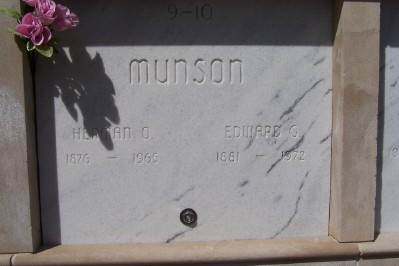 9-10
MUNSON
HERMAN O. EDWARD G.
1876 - 1965 1881 - 1972